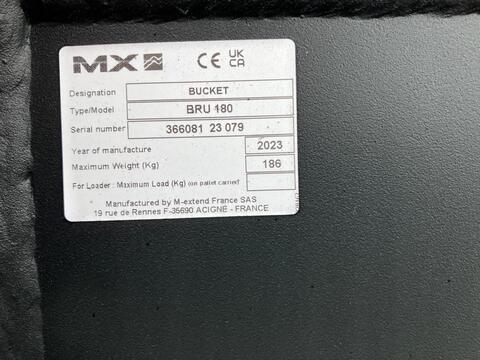 MX CE UK CA
Designation BUCKET
Type/Model BRU 180
Serial number 366081 23 079
Year of manufacture 2023
Maximum Weight (Kg) 186
For Loader : Maximum Load (Kg) (on pallet carrier)
Manufactured by M-extend France SAS
19 rue de Rennes F-35690 ACIGNE - FRANCE